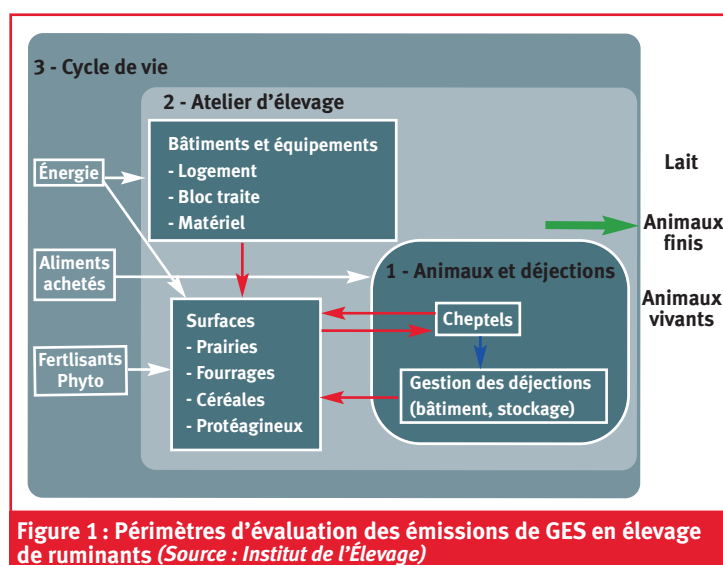 3 - Cycle de vie
2 - Atelier d’élevage
Bâtiments et équipements
- Logement
- Bloc traite
- Matériel
Énergie
Aliments
achetés
Fertlisants
Phyto
Surfaces
- Prairies
- Fourrages
- Céréales
- Protéagineux
1 - Animaux et déjections
Cheptels
Gestion des déjections
(bâtiment, stockage)
Lait
Animaux
finis
Animaux
vivants
Figure 1 : Périmètres d’évaluation des émissions de GES en élevage
de ruminants (Source : Institut de l’Élevage)